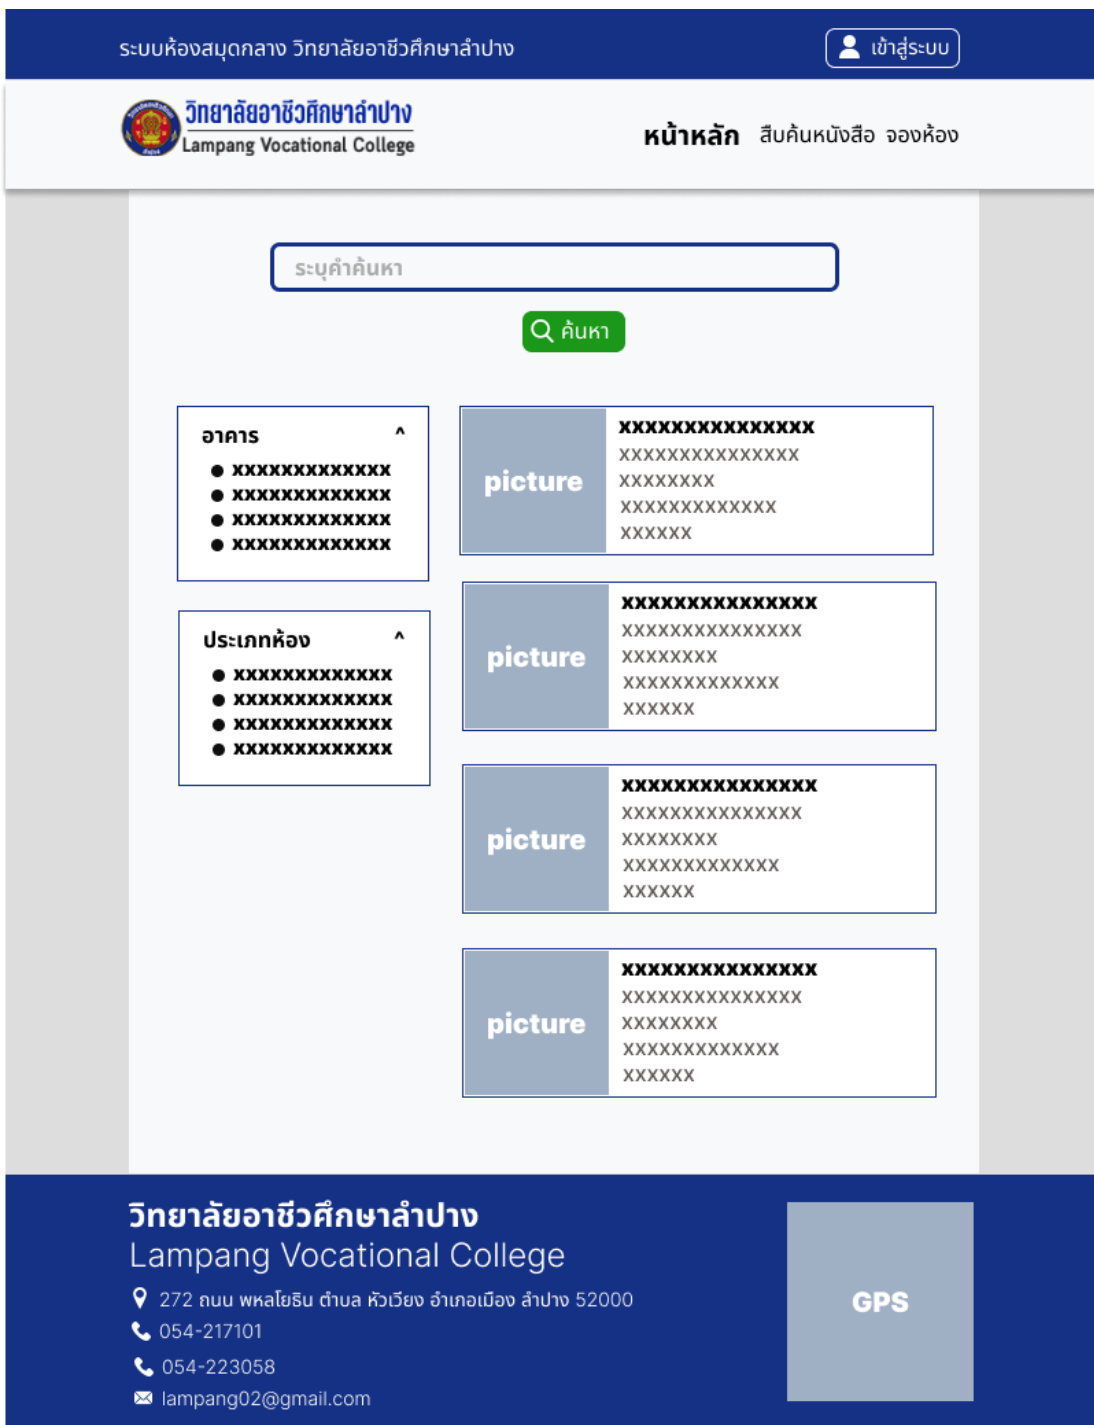 ระบบห้องสมุดกลาง วิทยาลัยอาชีวศึกษาลำปาง
เข้าสู่ระบบ
วิทยาลัยอาชีวศึกษาลำปาง
Lampang Vocational College
หน้าหลัก สืบค้นหนังสือ จองห้อง
ระบุคำค้นหา
ค้นหา
อาคาร ^
xxxxxxxxxxxxx
xxxxxxxxxxxxx
xxxxxxxxxxxxx
xxxxxxxxxxxxx
ประเภทห้อง ^
xxxxxxxxxxxxx
xxxxxxxxxxxxx
xxxxxxxxxxxxx
xxxxxxxxxxxxx
picture
xxxxxxxxxxxxxxx
xxxxxxxxxxxxxxx
xxxxxxxx
xxxxxxxxxxxxx
xxxxxx
picture
xxxxxxxxxxxxxxx
xxxxxxxxxxxxxxx
xxxxxxxx
xxxxxxxxxxxxx
xxxxxx
picture
xxxxxxxxxxxxxxx
xxxxxxxxxxxxxxx
xxxxxxxx
xxxxxxxxxxxxx
xxxxxx
picture
xxxxxxxxxxxxxxx
xxxxxxxxxxxxxxx
xxxxxxxx
xxxxxxxxxxxxx
xxxxxx
วิทยาลัยอาชีวศึกษาลำปาง
Lampang Vocational College
272 ถนน พหลโยธิน ตำบล หัวเวียง อำเภอเมือง ลำปาง 52000
054-217101
054-223058
lampang02@gmail.com
GPS